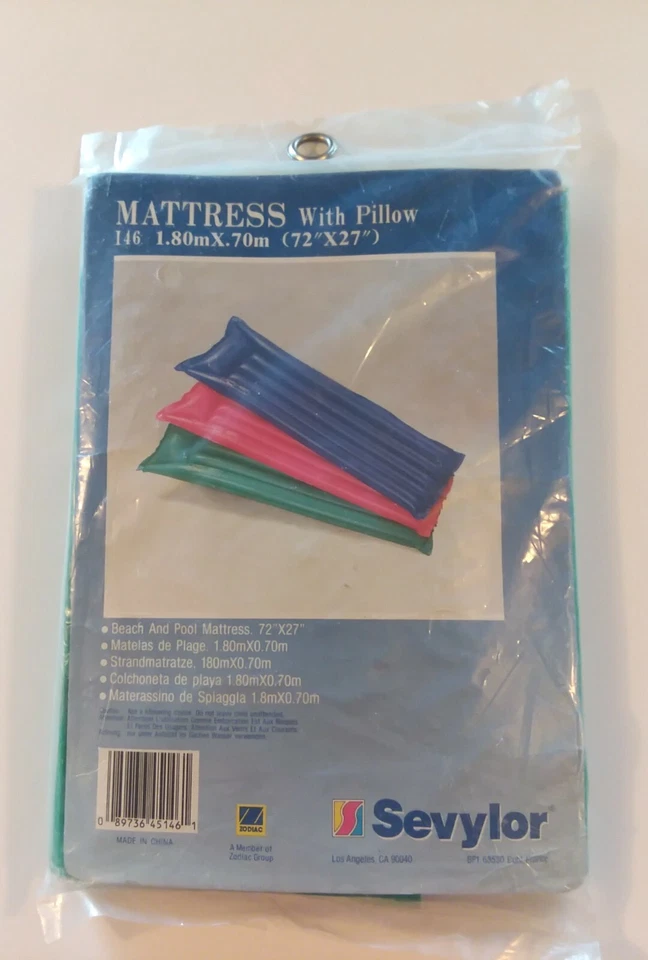 MATTRESS With Pillow
I46 1.80mX.70m (72"X27")
• Beach And Pool Mattress. 72"X27"
• Matelas de Plage. 1.80mX0.70m
• Strandmatratze. 180mX0.70m
• Colchoneta de playa 1.80mX0.70m
• Materassino de Spiaggla 1.8mX0.70m
0 89736 45146 1
MADE IN CHINA
ZODIAC
A Member of
Zodiac Group
Sevylor
Los Angeles, CA 90040